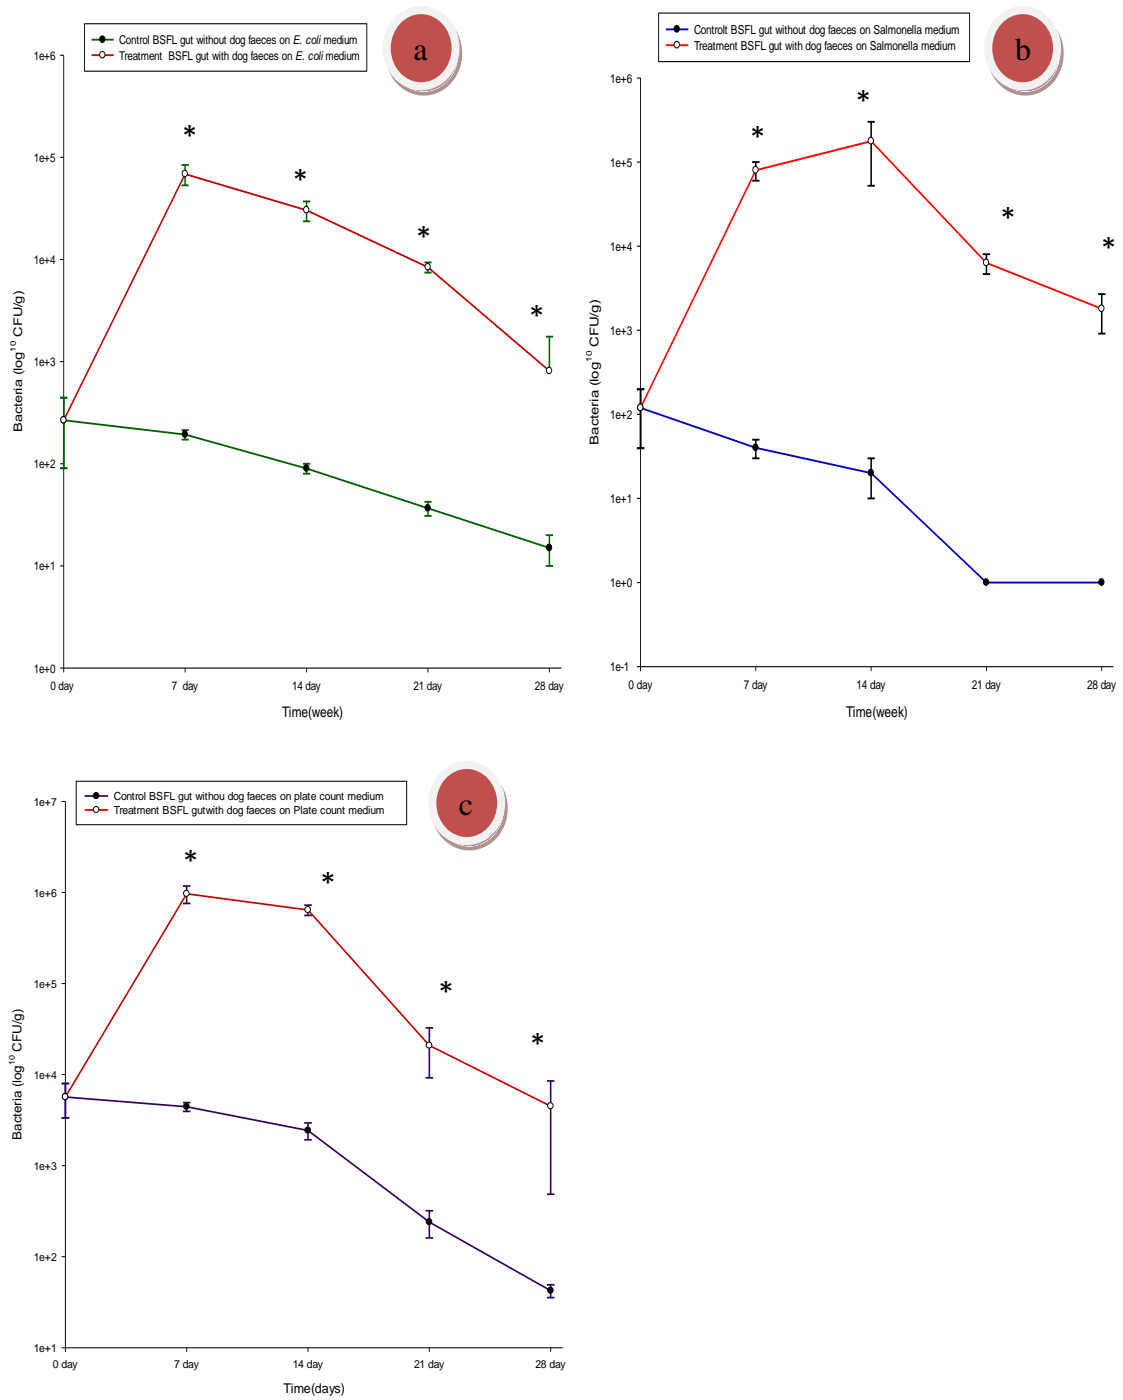 Control BSFL gut without dog faeces on E. coli medium
Treatment BSFL gut with dog faeces on E. coli medium
a
1e+6
1e+5
1e+4
1e+3
1e+2
1e+1
1e+0
Bacteria (log10 CFU/g)
* * * *
0 day 7 day 14 day 21 day 28 day
Time(week)
Controlt BSFL gut without dog faeces on Salmonella medium
Treatment BSFL gut with dog faeces on Salmonella medium
b
1e+6
1e+5
1e+4
1e+3
1e+2
1e+1
1e+0
1e-1
Bacteria (log10 CFU/g)
* * * *
0 day 7 day 14 day 21 day 28 day
Time(week)
Control BSFL gut withou dog faeces on plate count medium
Treatment BSFL gutwith dog faeces on Plate count medium
c
1e+7
1e+6
1e+5
1e+4
1e+3
1e+2
1e+1
Bacteria (log10 CFU/g)
* * * *
0 day 7 day 14 day 21 day 28 day
Time(days)